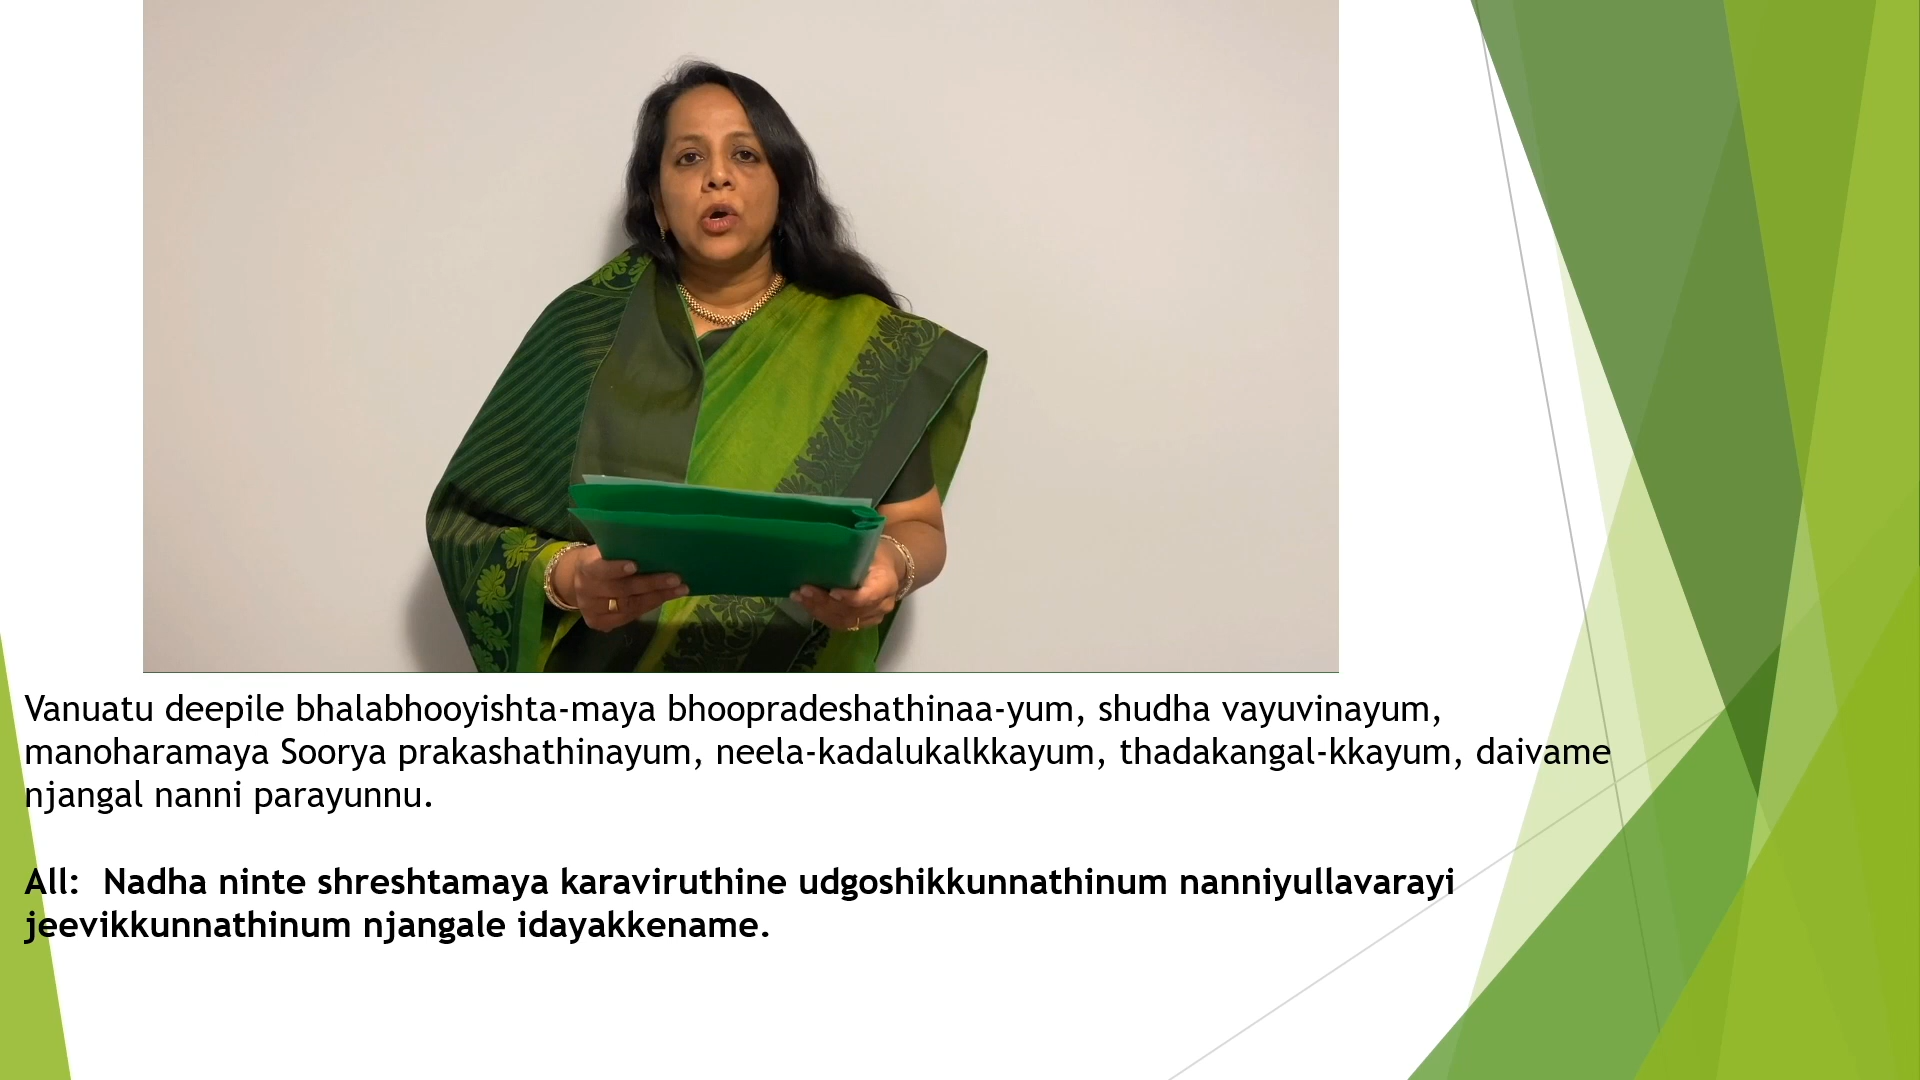 Vanuatu deepile bhalabhooyishta-maya bhoopradeshathinaa-yum, shudha vayuvinayum,
manoharamaya Soorya prakashathinayum, neela-kadalukalkkayum, thadakangal-kkayum, daivame
njangal nanni parayunnu.
All:  Nadha ninte shreshtamaya karaviruthine udgoshikkunnathinum nanniyullavarayi
jeevikkunnathinum njangale idayakkename.